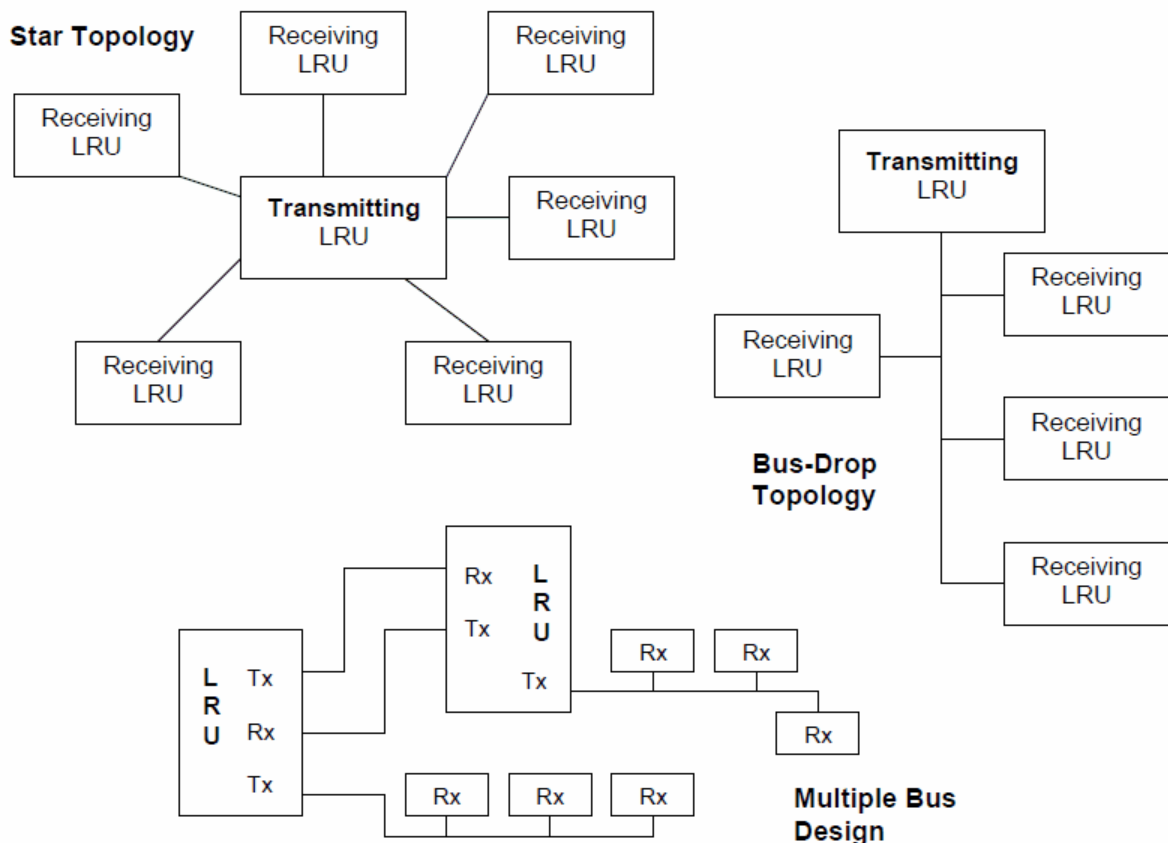 Star Topology
Receiving
LRU
Receiving
LRU
Receiving
LRU
Transmitting
LRU
Receiving
LRU
Receiving
LRU
Receiving
LRU
Transmitting
LRU
Receiving
LRU
Receiving
LRU
Receiving
LRU
Receiving
LRU
Bus-Drop
Topology
L
R
U
Tx
Rx
Tx
Rx
Tx
Tx
L
R
U
Rx
Rx
Rx
Rx
Rx
Rx
Multiple Bus
Design